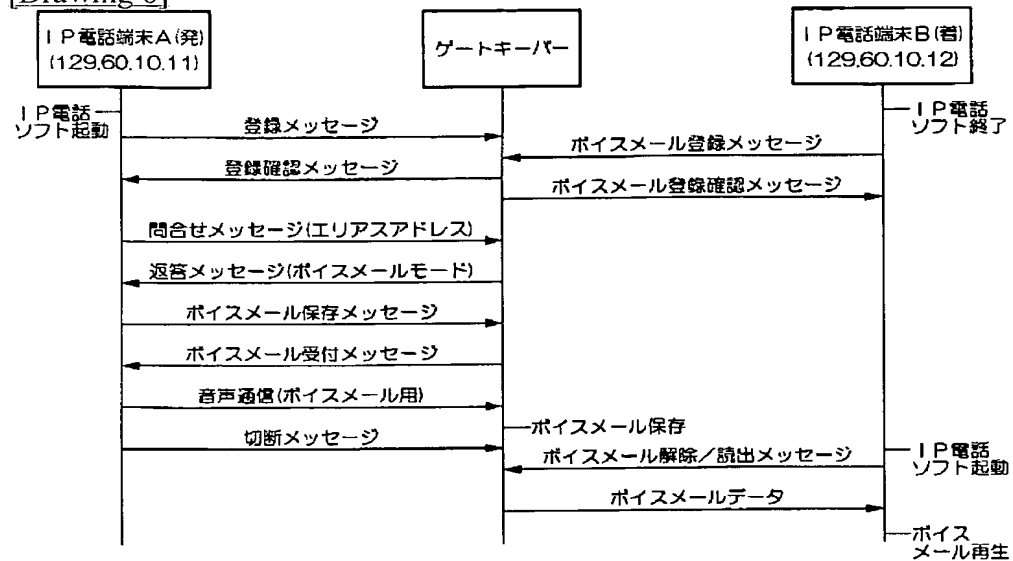 [Drawing 6]
IP電話端末A(発)
(129.60.10.11)
ゲートキーパー
IP電話端末B(着)
(129.60.10.12)
IP電話
ソフト起動
IP電話
ソフト終了
登録メッセージ
ボイスメール登録メッセージ
登録確認メッセージ
ボイスメール登録確認メッセージ
問合せメッセージ(エリアスアドレス)
返答メッセージ(ボイスメールモード)
ボイスメール保存メッセージ
ボイスメール受付メッセージ
音声通信(ボイスメール用)
ボイスメール保存
切断メッセージ
ボイスメール解除/読出メッセージ
IP電話
ソフト起動
ボイスメールデータ
ボイス
メール再生